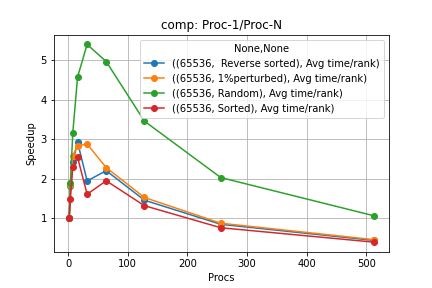 comp: Proc-1/Proc-N
None,None
((65536,  Reverse sorted), Avg time/rank)
((65536, 1%perturbed), Avg time/rank)
((65536, Random), Avg time/rank)
((65536, Sorted), Avg time/rank)
Speedup
5
4
3
2
1
0 100 200 300 400 500
Procs